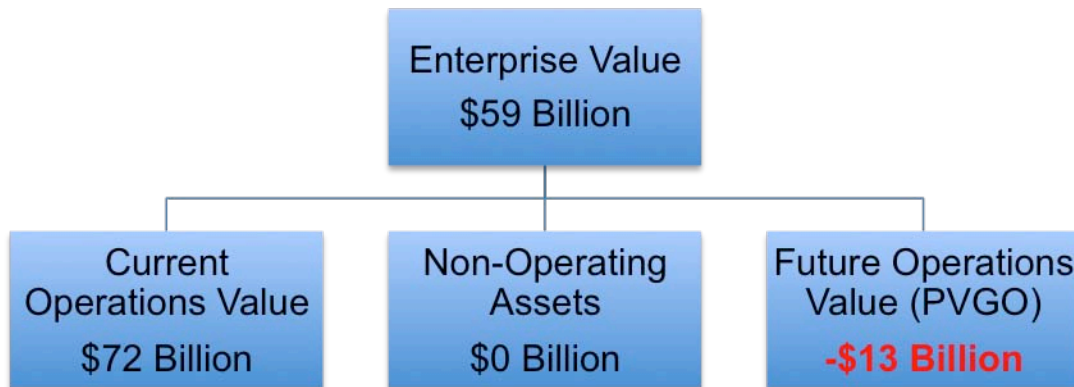 Enterprise Value
$59 Billion
Current
Operations Value
$72 Billion
Non-Operating
Assets
$0 Billion
Future Operations
Value (PVGO)
-$13 Billion